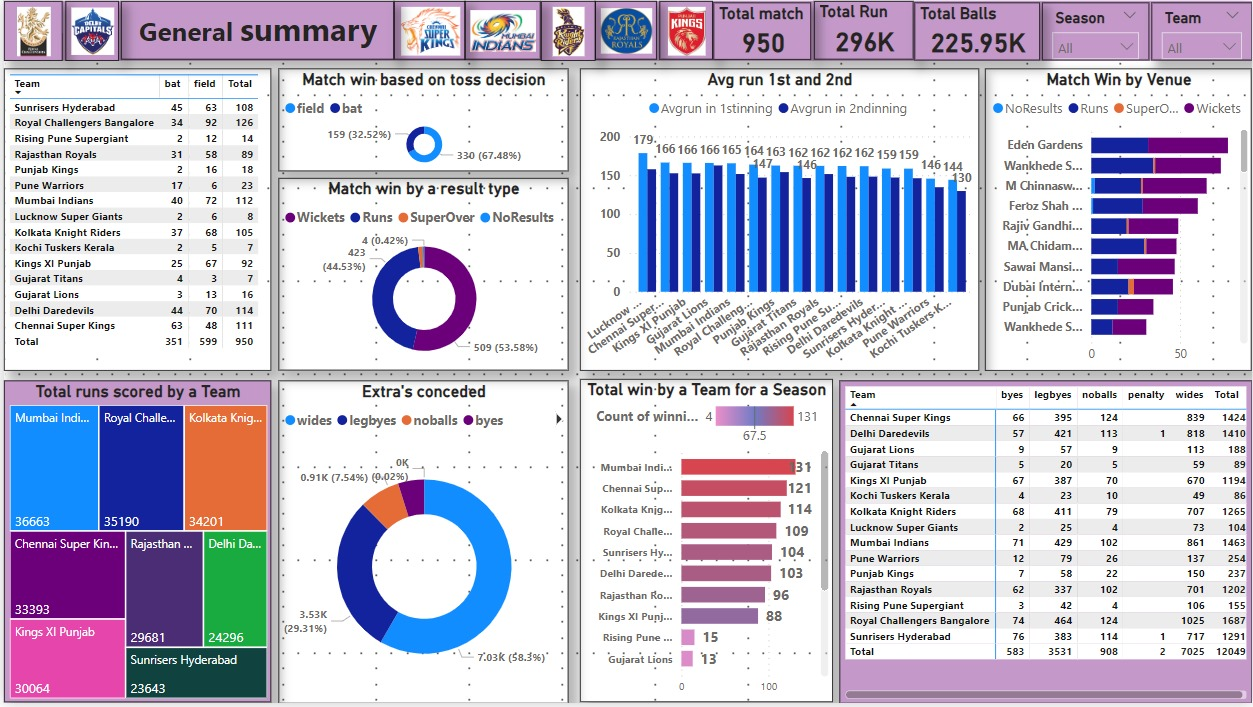 DELHI
CAPITALS
General summary
CHENNAI
SUPER
KINGS
MUMBAI
INDIANS
RAJASTHAN
ROYALS
PUNJAB
KINGS
Total match
950
Total Run
296K
Total Balls
225.95K
Season
All
Team
All
Team bat field Total
Sunrisers Hyderabad 45 63 108
Royal Challengers Bangalore 34 92 126
Rising Pune Supergiant 2 12 14
Rajasthan Royals 31 58 89
Punjab Kings 2 16 18
Pune Warriors 17 6 23
Mumbai Indians 40 72 112
Lucknow Super Giants 2 6 8
Kolkata Knight Riders 37 68 105
Kochi Tuskers Kerala 2 5 7
Kings XI Punjab 25 67 92
Gujarat Titans 4 3 7
Gujarat Lions 3 13 16
Delhi Daredevils 44 70 114
Chennai Super Kings 63 48 111
Total 351 599 950
Match win based on toss decision
field bat
159 (32.52%)
330 (67.48%)
Match win by a result type
Wickets Runs SuperOver NoResults
4 (0.42%)
423
(44.53%)
509 (53.58%)
Avg run 1st and 2nd
Avgrun in 1stinning Avgrun in 2ndinning
200
150
100
50
0
179 166 166 166 165 164 163 162 162 162 162 159 159 146 144
147 146 130
Lucknow ...
Chennai Super...
Kings XI Punjab
Gujarat Lions
Mumbai Indians
Royal Challeng...
Punjab Kings
Gujarat Titans
Rajasthan Royals
Rising Pune Su...
Delhi Daredevils
Sunrisers Hyder...
Kolkata Knight ...
Pune Warriors
Kochi Tuskers K...
Match Win by Venue
NoResults Runs SuperO... Wickets
Eden Gardens
Wankhede S...
M Chinnasw...
Feroz Shah ...
Rajiv Gandhi...
MA Chidam...
Sawai Mansi...
Dubai Intern...
Punjab Crick...
Wankhede S...
0 50
Total runs scored by a Team
Mumbai Indi...
36663
Royal Challe...
35190
Kolkata Knig...
34201
Chennai Super Kin...
33393
Rajasthan ...
29681
Delhi Da...
24296
Kings XI Punjab
30064
Sunrisers Hyderabad
23643
Extra's conceded
wides legbyes noballs byes
0K
0.91K (7.54%) (0.02%)
3.53K
(29.31%)
7.03K (58.3%)
Total win by a Team for a Season
Count of winni... 4 131
67.5
Mumbai Indi... 131
Chennai Sup... 121
Kolkata Knig... 114
Royal Challe... 109
Sunrisers Hy... 104
Delhi Darede... 103
Rajasthan Ro... 96
Kings XI Punj... 88
Rising Pune ... 15
Gujarat Lions 13
0 100
Team byes legbyes noballs penalty wides Total
Chennai Super Kings 66 395 124 839 1424
Delhi Daredevils 57 421 113 1 818 1410
Gujarat Lions 9 57 9 113 188
Gujarat Titans 5 20 5 59 89
Kings XI Punjab 67 387 70 670 1194
Kochi Tuskers Kerala 4 23 10 49 86
Kolkata Knight Riders 68 411 79 707 1265
Lucknow Super Giants 2 25 4 73 104
Mumbai Indians 71 429 102 861 1463
Pune Warriors 12 79 26 137 254
Punjab Kings 7 58 22 150 237
Rajasthan Royals 62 337 102 701 1202
Rising Pune Supergiant 3 42 4 106 155
Royal Challengers Bangalore 74 464 124 1025 1687
Sunrisers Hyderabad 76 383 114 1 717 1291
Total 583 3531 908 2 7025 12049